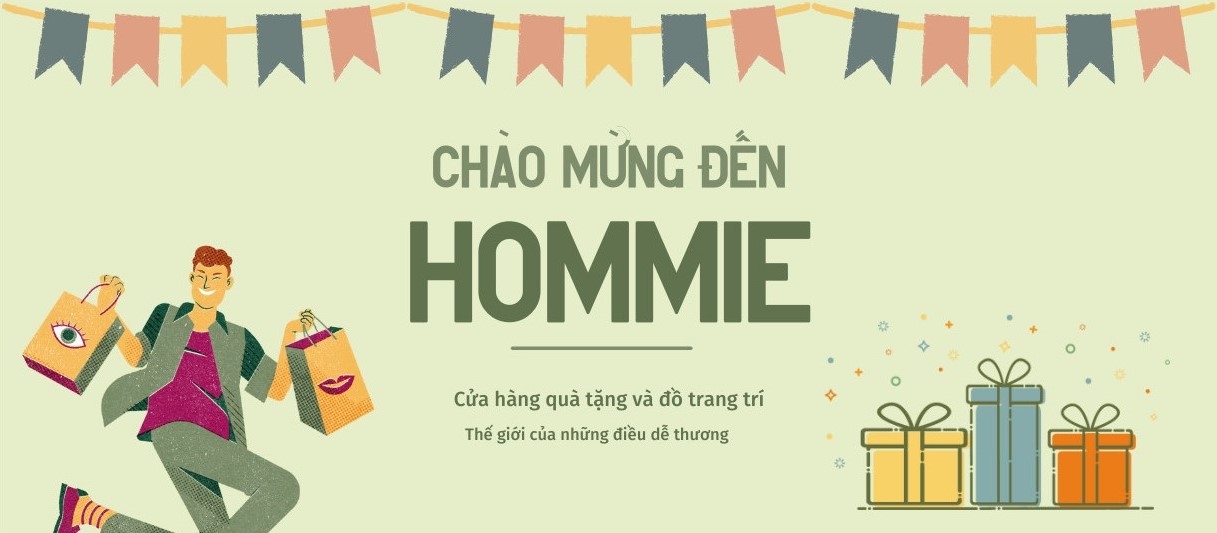 CHÀO MỪNG ĐẾN
HOMMIE
Cửa hàng quà tặng và đồ trang trí
Thế giới của những điều dễ thương